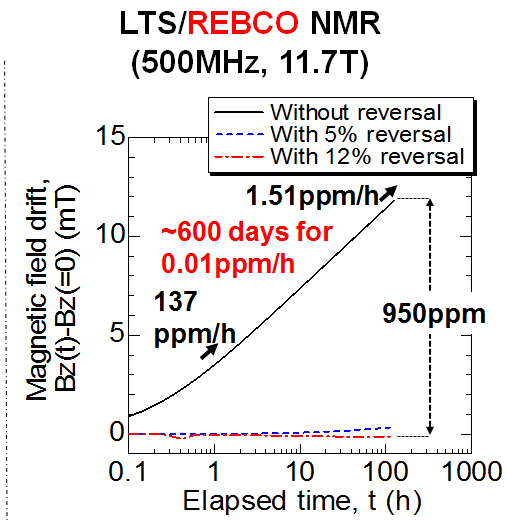 LTS/REBCO NMR
(500MHz, 11.7T)
Without reversal
With 5% reversal
With 12% reversal
Magnetic field drift,
Bz(t)-Bz(=0) (mT)
15
10
5
0
1.51ppm/h
~600 days for
0.01ppm/h
137
ppm/h
950ppm
0.1
1
10
100
1000
Elapsed time, t (h)